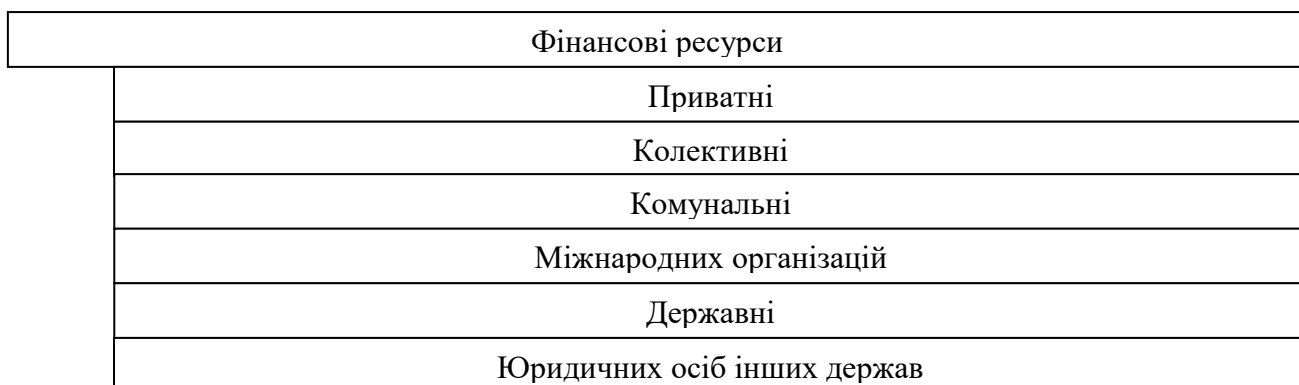 Фінансові ресурси
Приватні
Колективні
Комунальні
Міжнародних організацій
Державні
Юридичних осіб інших держав